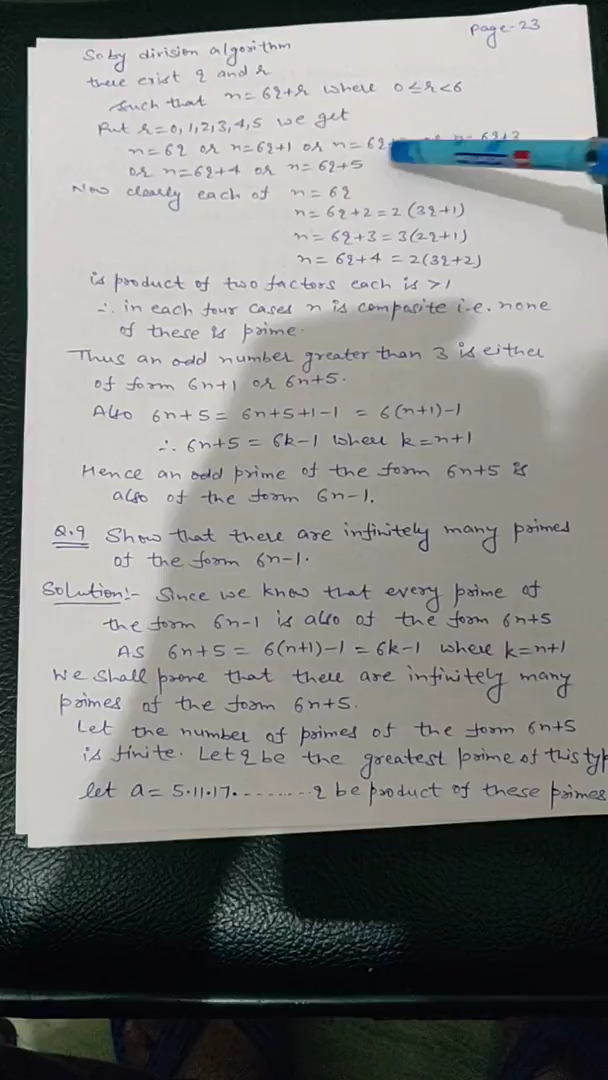 Page-23
So by division algorithm
there exist q and r
such that n = 6q+r where 0 ≤ r < 6
Put r = 0, 1, 2, 3, 4, 5 we get
n = 6q or n = 6q+1 or n = 6q+ n = 6q+3
or n = 6q+4 or n = 6q+5
Now clearly each of n = 6q
n = 6q+2 = 2(3q+1)
n = 6q+3 = 3(2q+1)
n = 6q+4 = 2(3q+2)
is product of two factors each is >1
∴ in each four cases n is composite i.e. none
of these is prime.
Thus an odd number greater than 3 is either
of form 6n+1 or 6n+5.
Also 6n+5 = 6n+5+1-1 = 6(n+1)-1
∴ 6n+5 = 6k-1 where k=n+1
Hence an odd prime of the form 6n+5 is
also of the form 6n-1.
Q.9 Show that there are infinitely many primes
of the form 6n-1.
Solution:- Since we know that every prime of
the form 6n-1 is also of the form 6n+5
As 6n+5 = 6(n+1)-1 = 6k-1 where k=n+1
We shall prove that there are infinitely many
primes of the form 6n+5.
Let the number of primes of the form 6n+5
is finite. Let q be the greatest prime of this typ
let a = 5.11.17. ........ q be product of these primes